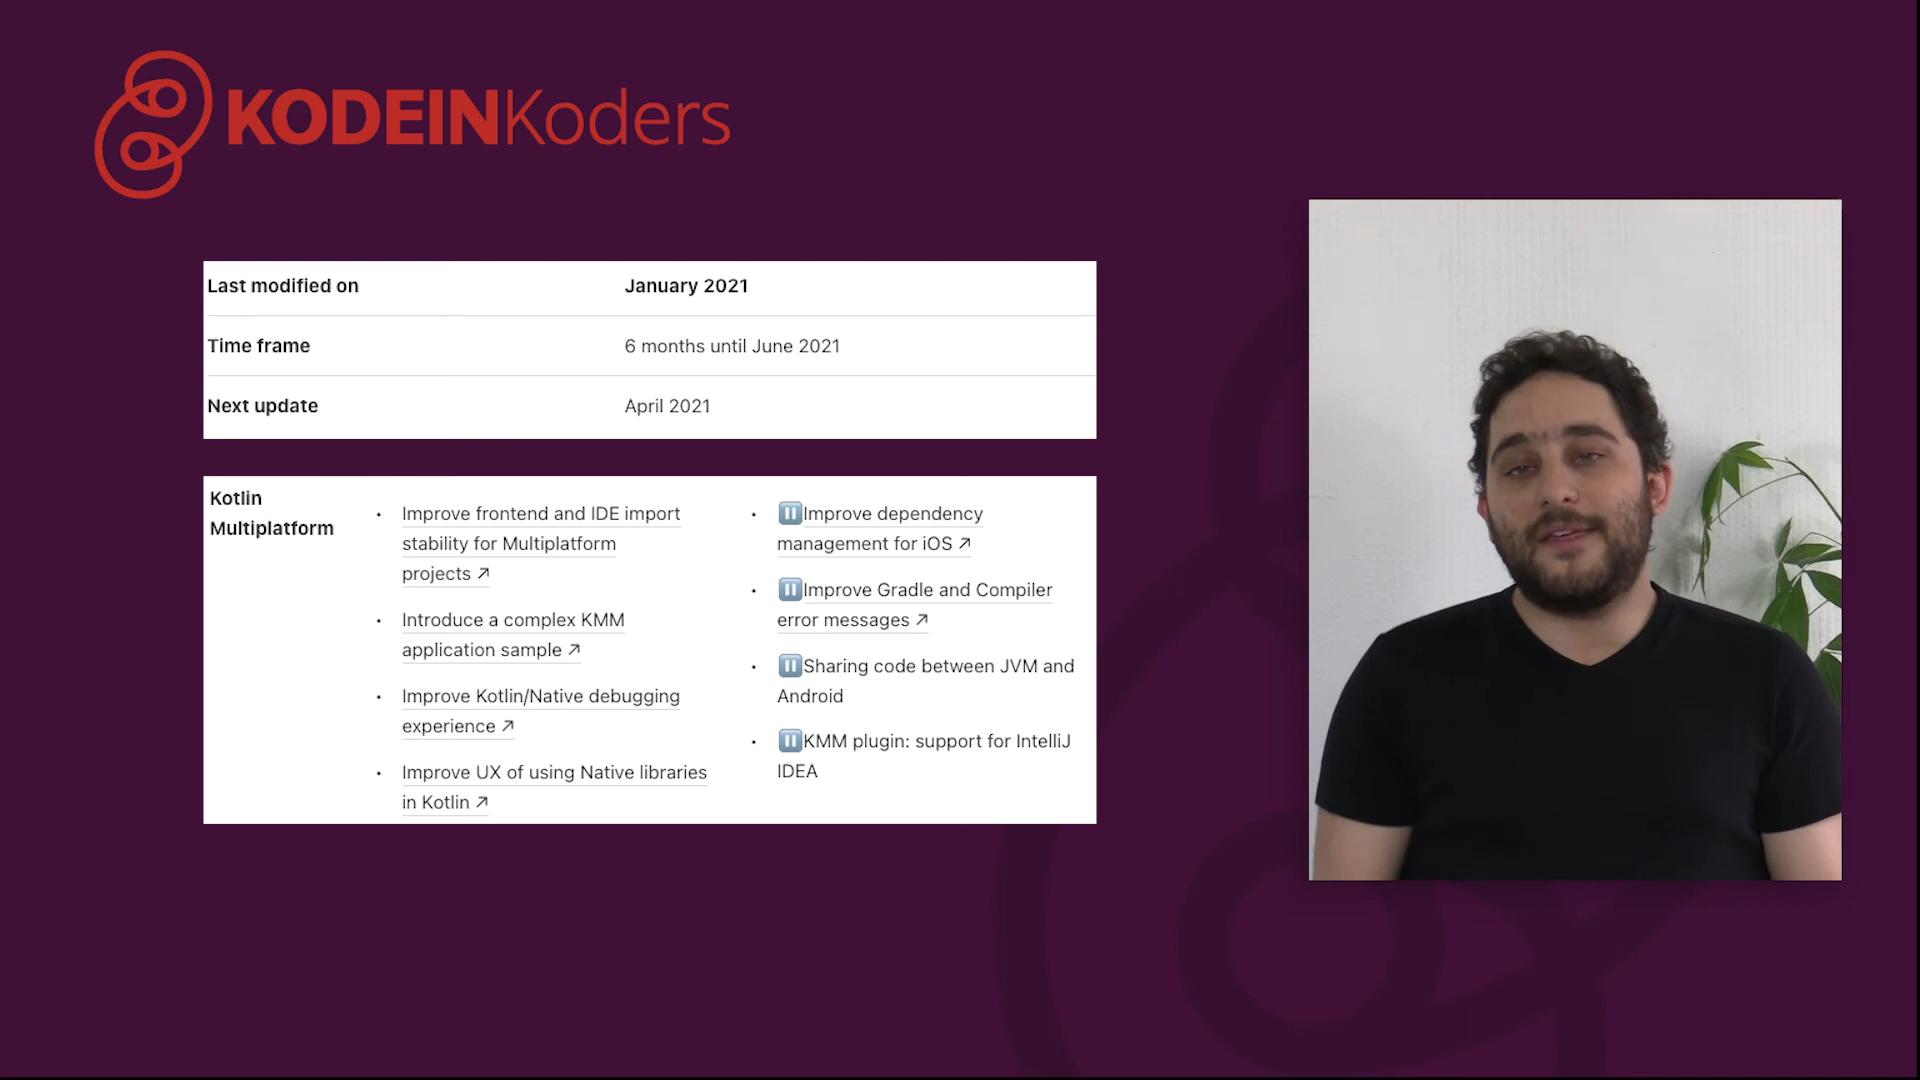 KODEINKoders
Last modified on January 2021
Time frame 6 months until June 2021
Next update April 2021
Kotlin
Multiplatform
• Improve frontend and IDE import
stability for Multiplatform
projects ↗
• Introduce a complex KMM
application sample ↗
• Improve Kotlin/Native debugging
experience ↗
• Improve UX of using Native libraries
in Kotlin ↗
• ⏸Improve dependency
management for iOS ↗
• ⏸Improve Gradle and Compiler
error messages ↗
• ⏸Sharing code between JVM and
Android
• ⏸KMM plugin: support for IntelliJ
IDEA